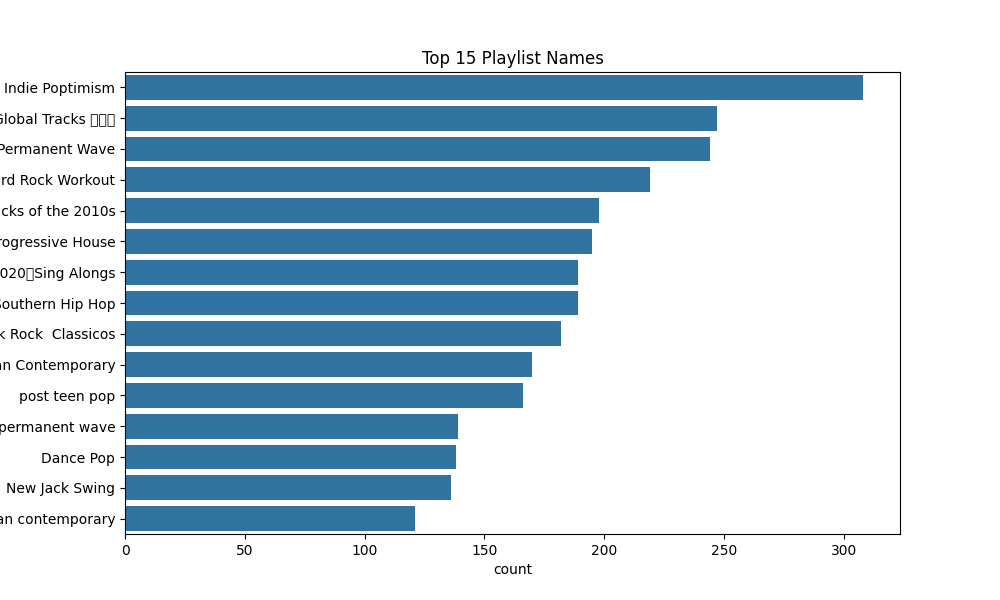 Top 15 Playlist Names
Indie Poptimism
Global Tracks
Permanent Wave
Rock Workout
of the 2010s
House
Sing Alongs
Southern Hip Hop
Rock Classicos
Contemporary
post teen pop
permanent wave
Dance Pop
New Jack Swing
contemporary
0 50 100 150 200 250 300
count